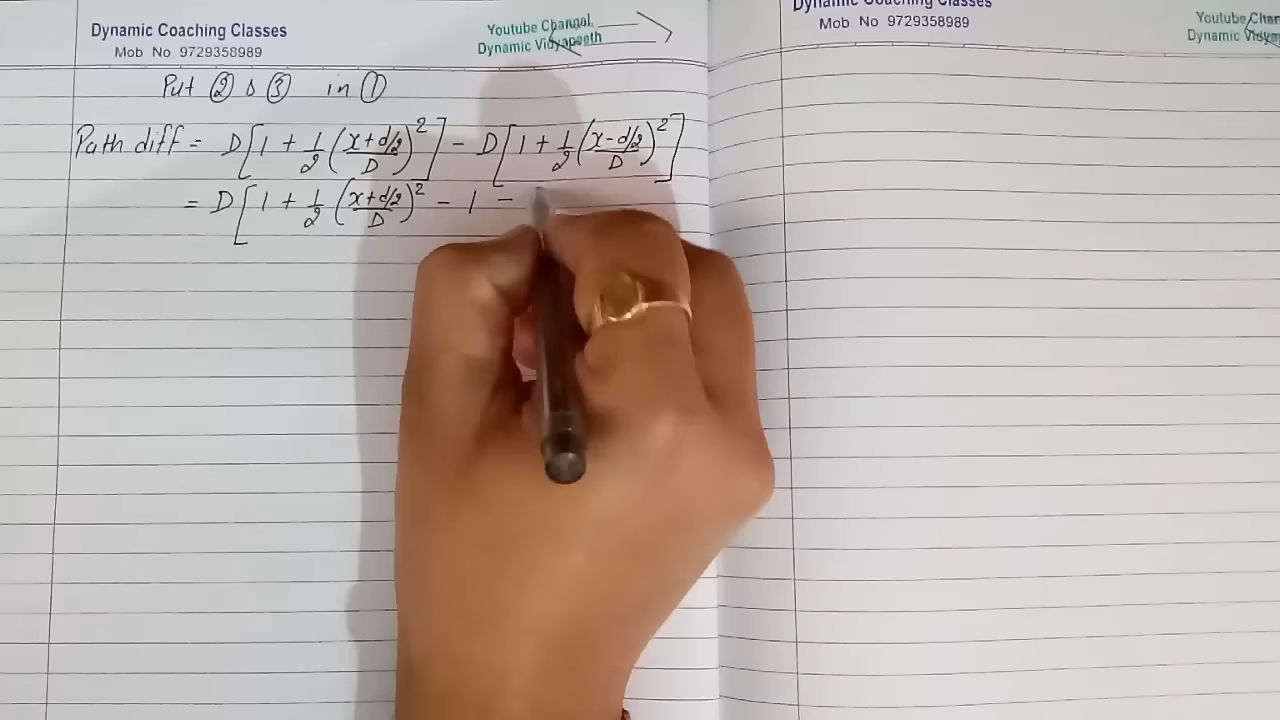 Dynamic Coaching Classes
Mob No 9729358989
Youtube Channel
Dynamic Vidyapeeth
Put ② & ③ in ①
Path diff = D[1 + 1/2 ((x+d/2)/D)²] - D[1 + 1/2 ((x-d/2)/D)²]
= D[1 + 1/2 ((x+d/2)/D)² - 1 -
Dynamic Coaching Classes
Mob No 9729358989
Youtube
Dynamic